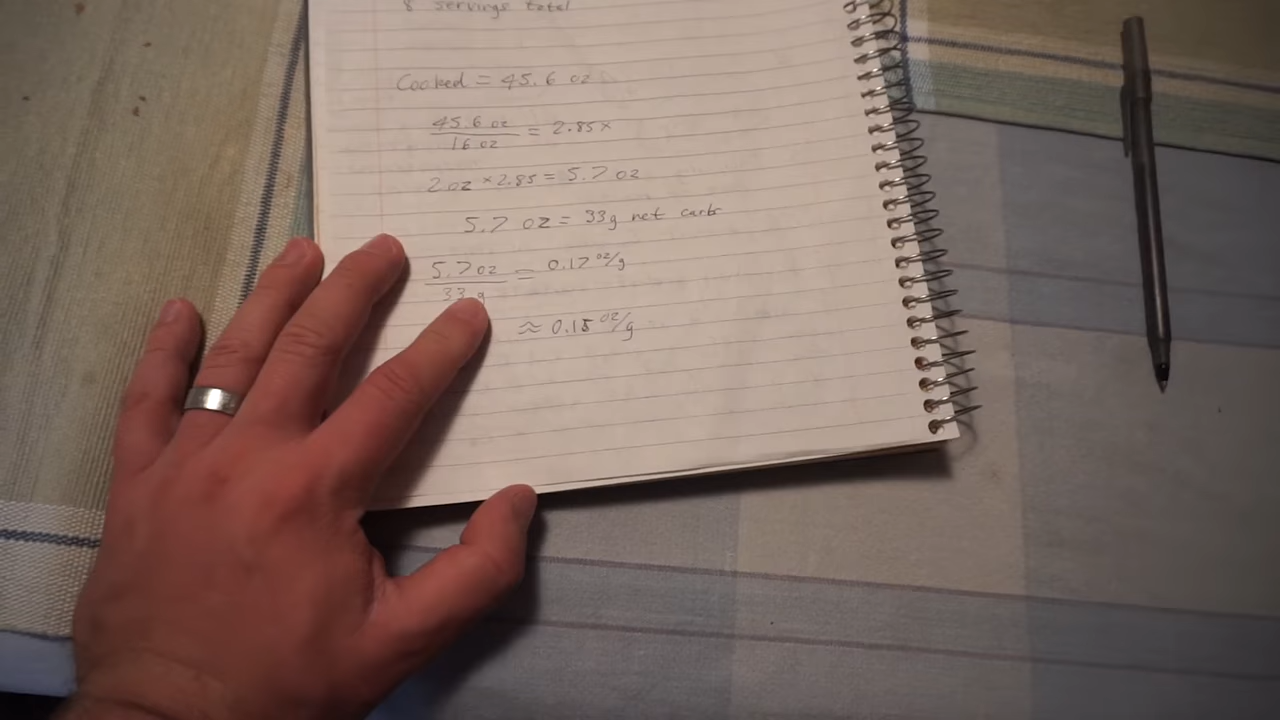 8 servings total
Cooked = 45.6 oz
45.6 oz / 16 oz = 2.85x
2 oz × 2.85 = 5.7 oz
5.7 oz = 33g net carb
5.7 oz / 33 g = 0.17 oz/g
≈ 0.18 oz/g